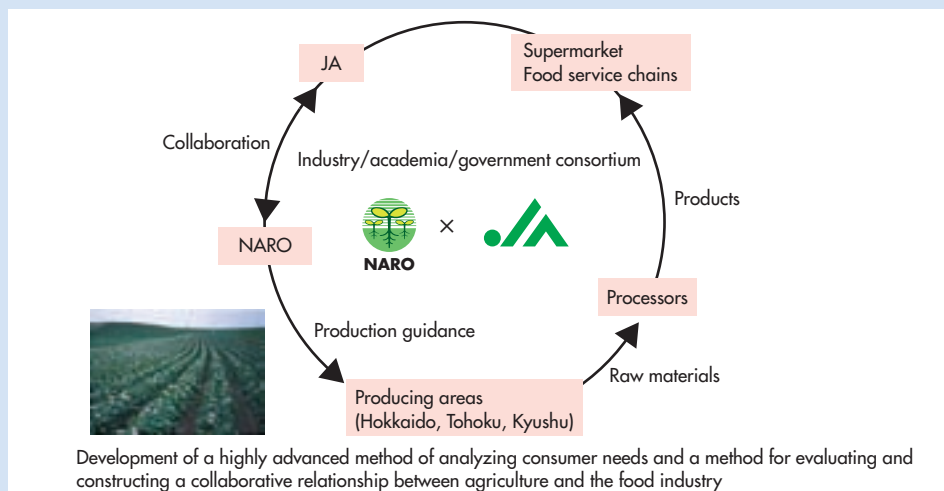 JA
Supermarket
Food service chains
Collaboration
Industry/academia/government consortium
Products
NARO
×
NARO
JA
Processors
Production guidance
Raw materials
Producing areas
(Hokkaido, Tohoku, Kyushu)
Development of a highly advanced method of analyzing consumer needs and a method for evaluating and
constructing a collaborative relationship between agriculture and the food industry